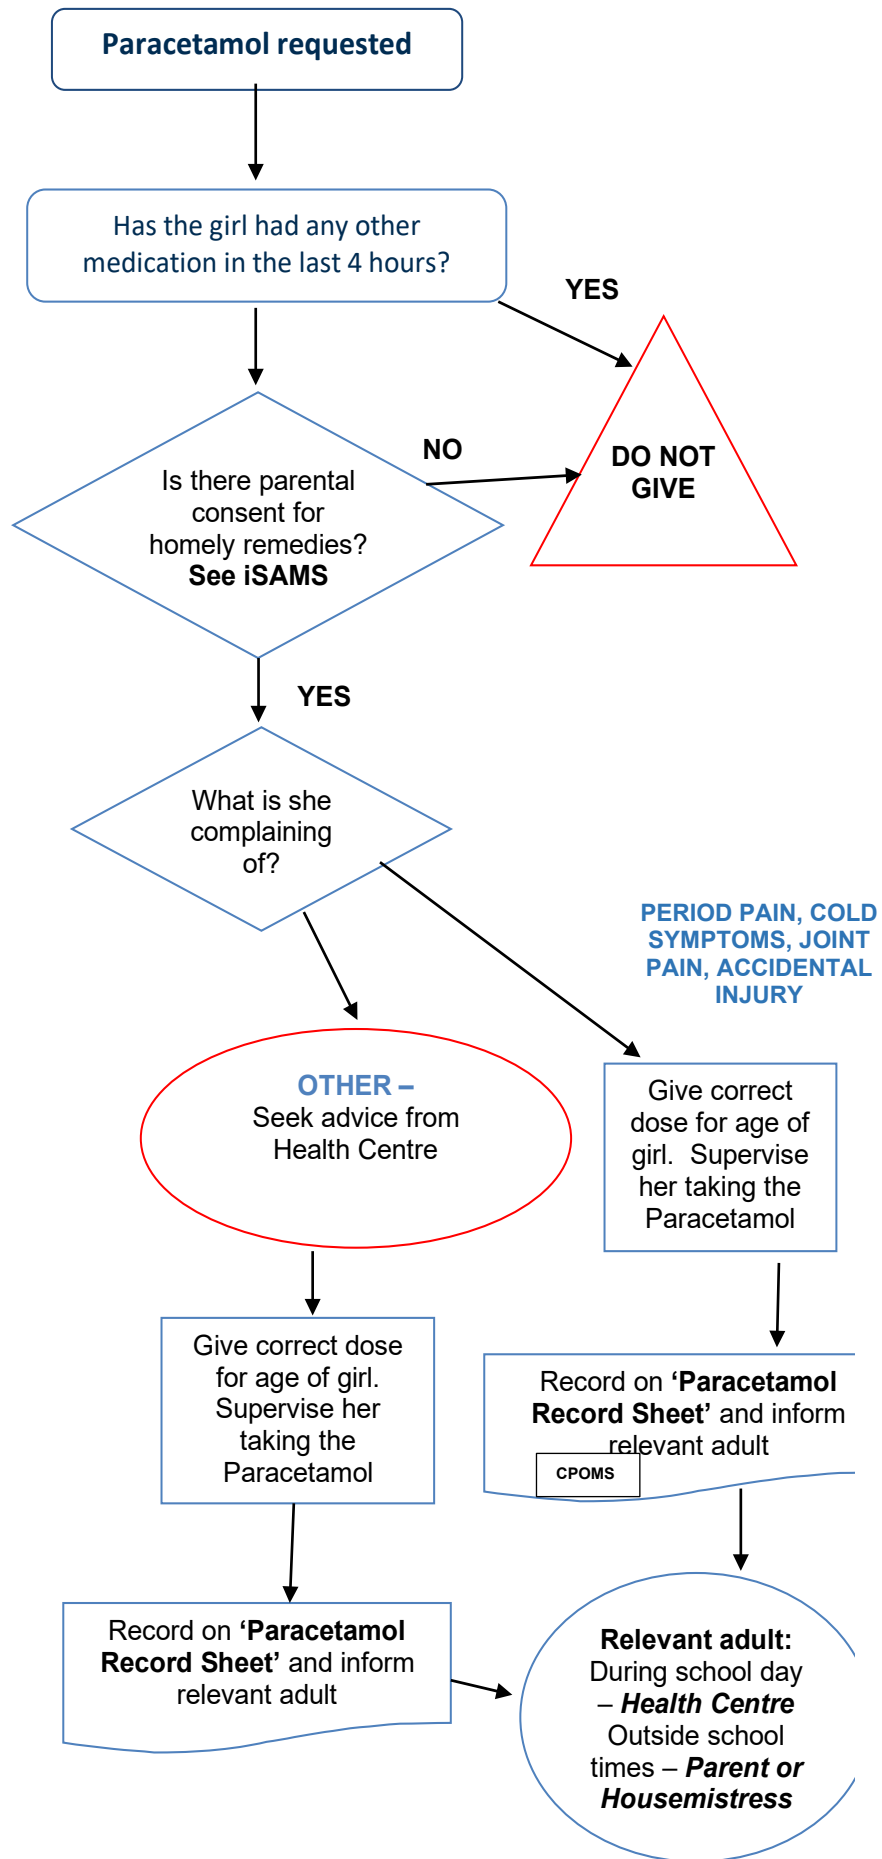 Paracetamol requested
Has the girl had any other
medication in the last 4 hours?
YES
NO
DO NOT
GIVE
Is there parental
consent for
homely remedies?
See iSAMS
YES
What is she
complaining
of?
PERIOD PAIN, COLD
SYMPTOMS, JOINT
PAIN, ACCIDENTAL
INJURY
OTHER –
Seek advice from
Health Centre
Give correct
dose for age of
girl.  Supervise
her taking the
Paracetamol
Give correct dose
for age of girl.
Supervise her
taking the
Paracetamol
Record on ‘Paracetamol
Record Sheet’ and inform
relevant adult
CPOMS
Record on ‘Paracetamol
Record Sheet’ and inform
relevant adult
Relevant adult:
During school day
– Health Centre
Outside school
times – Parent or
Housemistress